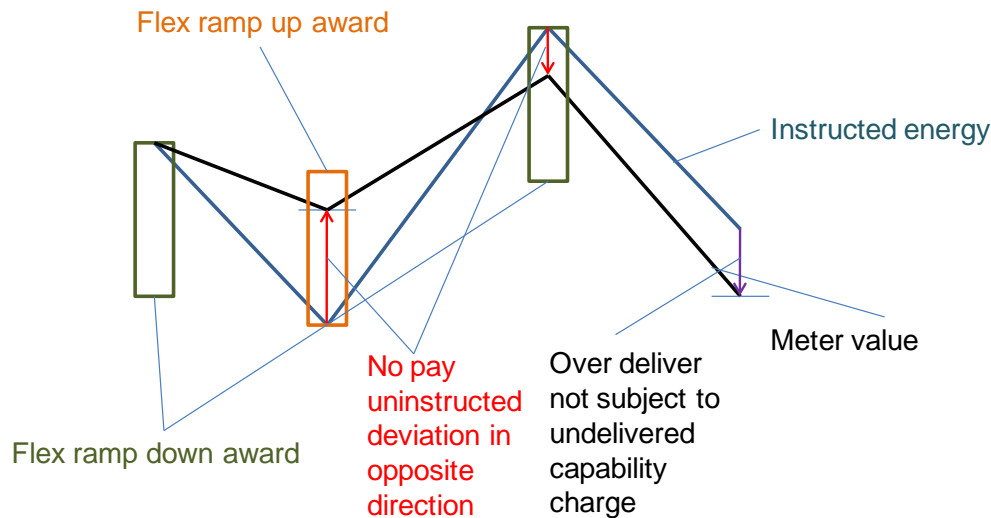 Flex ramp up award
Instructed energy
Meter value
No pay
uninstructed
deviation in
opposite
direction
Over deliver
not subject to
undelivered
capability
charge
Flex ramp down award